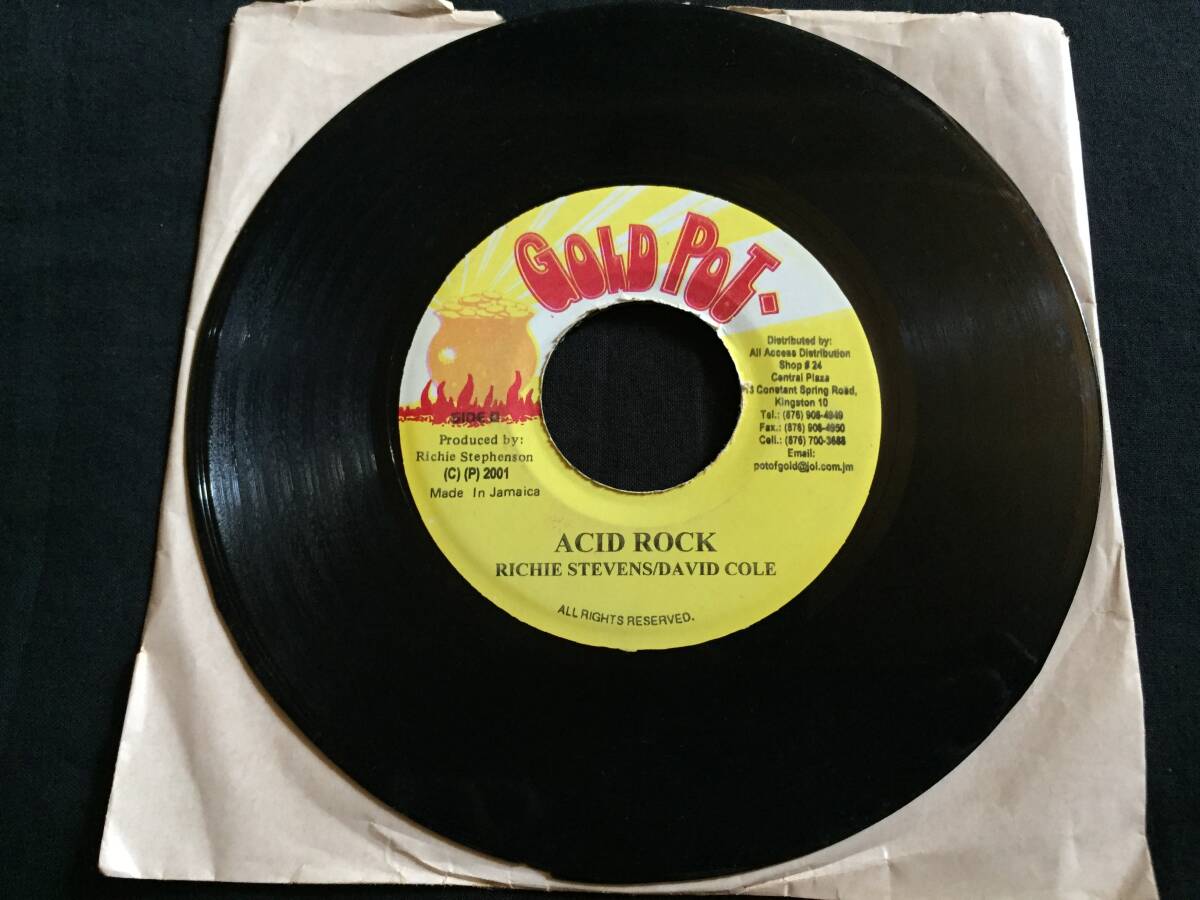 GOLD POT.
Distributed by:
All Access Distribution
Shop # 24
Central Plaza
13 Constant Spring Road,
Kingston 10
Tel.: (876) 906-4949
Fax.: (876) 906-4950
Cell.: (876) 700-3688
Email:
potofgold@jol.com.jm
SIDE
Produced by:
Richie Stephenson
(C) (P) 2001
Made In Jamaica
ACID ROCK
RICHIE STEVENS/DAVID COLE
ALL RIGHTS RESERVED.